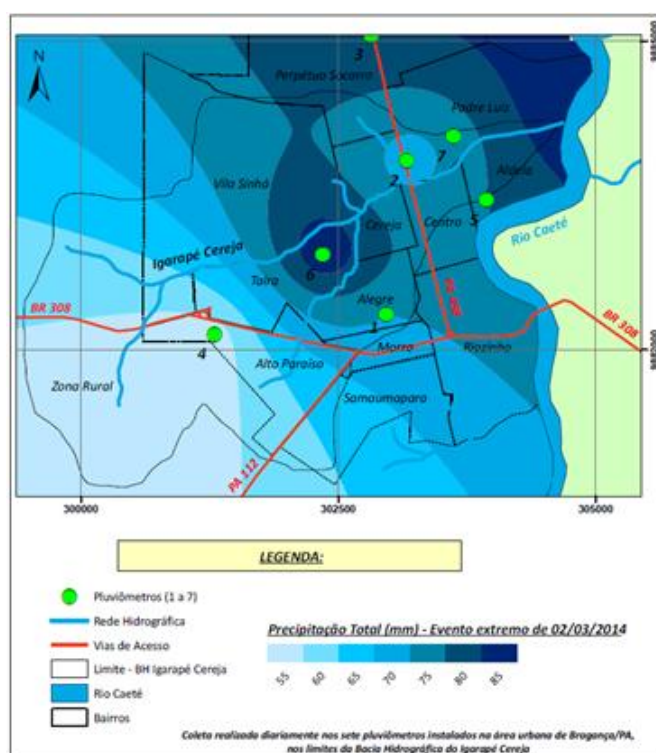 N
3
9885000
Perpétuo Socorro
Padre Luiz
7
2
Vila Sinhá
Aldeia
Cereja
Centro
5
Rio Caeté
Igarapé Cereja
6
Taíra
PA 458
BR 308
Alegre
1
BR 308
4
Alto Paraíso
Morro
Riozinho
9882000
Zona Rural
Samaumapara
PA 112
300000
302500
305000
LEGENDA:
Pluviômetros (1 a 7)
Rede Hidrográfica
Vias de Acesso
Limite - BH Igarapé Cereja
Rio Caeté
Bairros
Precipitação Total (mm) - Evento extremo de 02/03/2014
55 60 65 70 75 80 85
Coleta realizada diariamente nos sete pluviômetros instalados na área urbana de Bragança/PA,
nos limites da Bacia Hidrográfica do Igarapé Cereja